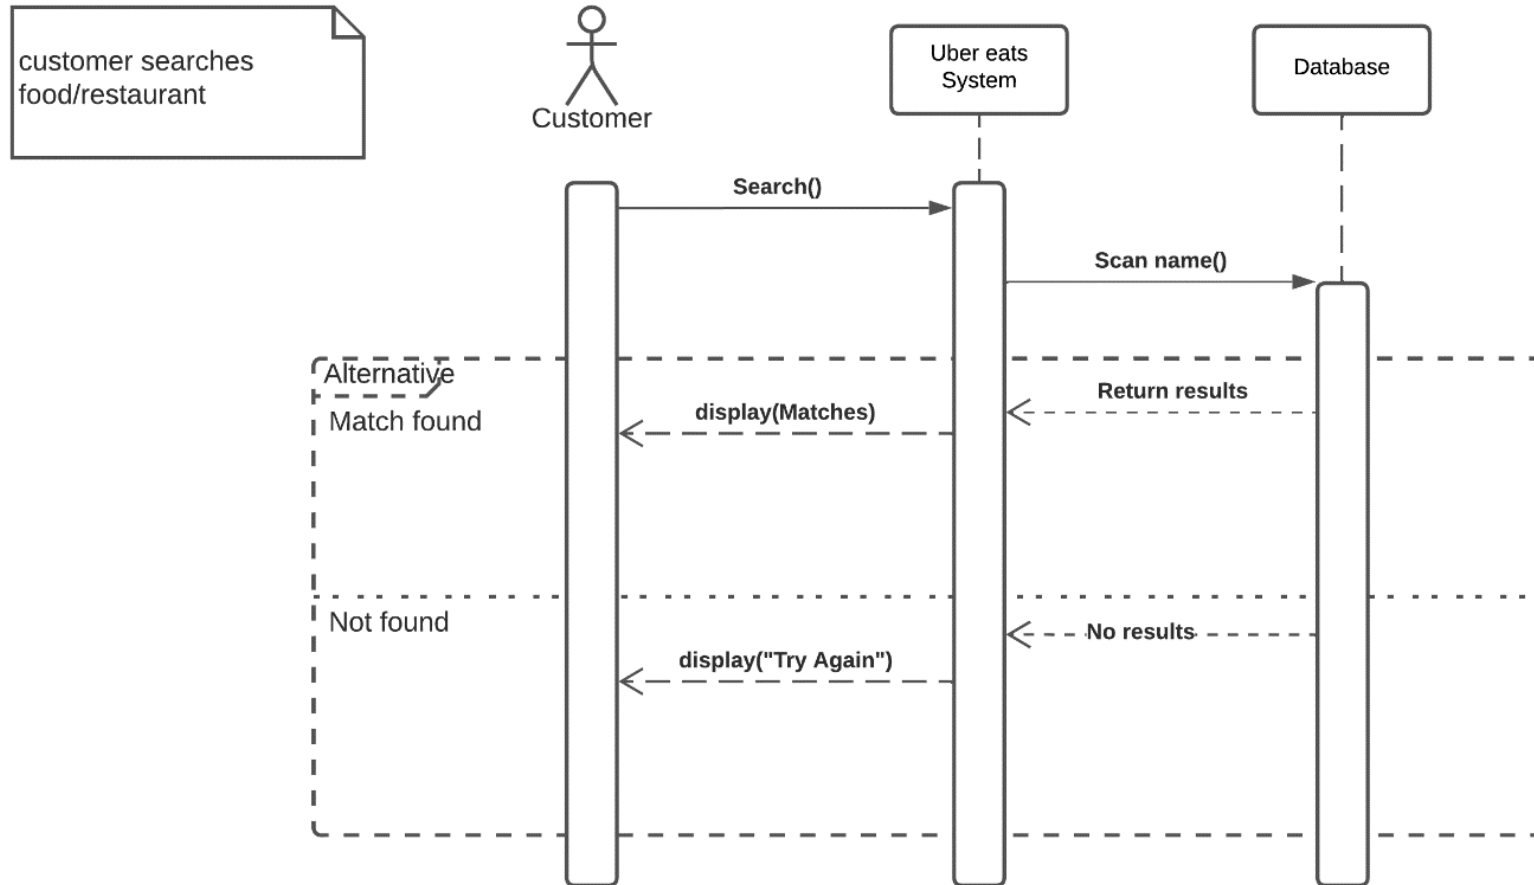 customer searches
food/restaurant
Customer
Uber eats
System
Database
Search()
Scan name()
Alternative
Match found
Return results
display(Matches)
Not found
No results
display("Try Again")